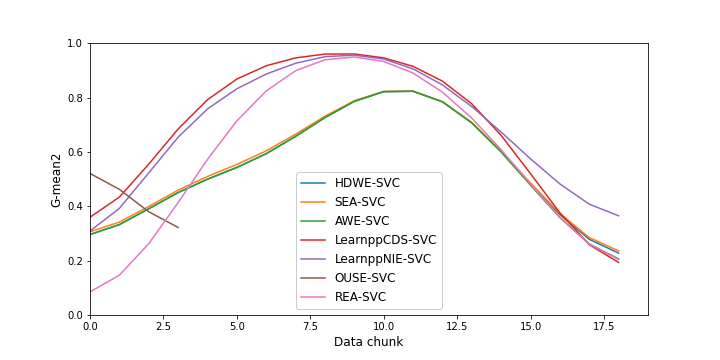 1.0
0.8
0.6
0.4
0.2
0.0
G-mean2
HDWE-SVC
SEA-SVC
AWE-SVC
LearnppCDS-SVC
LearnppNIE-SVC
OUSE-SVC
REA-SVC
0.0 2.5 5.0 7.5 10.0 12.5 15.0 17.5
Data chunk